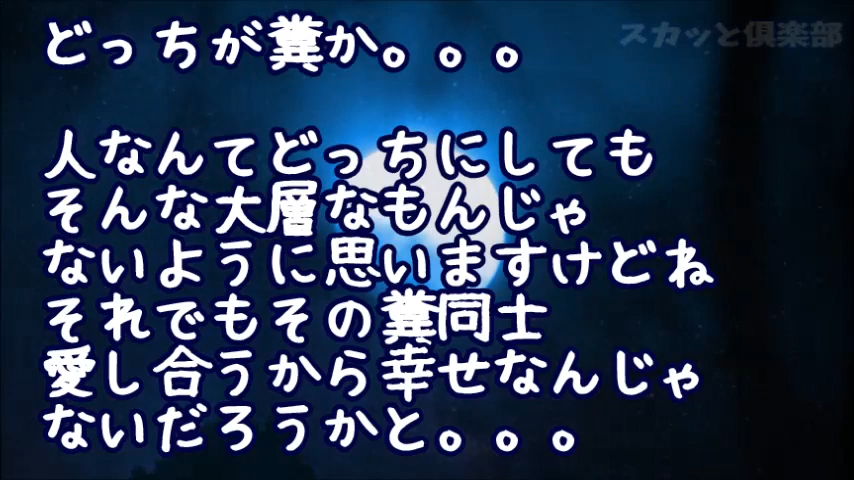 スカッと倶楽部
どっちが糞か。。。
人なんてどっちにしても
そんな大層なもんじゃ
ないように思いますけどね
それでもその糞同士
愛し合うから幸せなんじゃ
ないだろうかと。。。